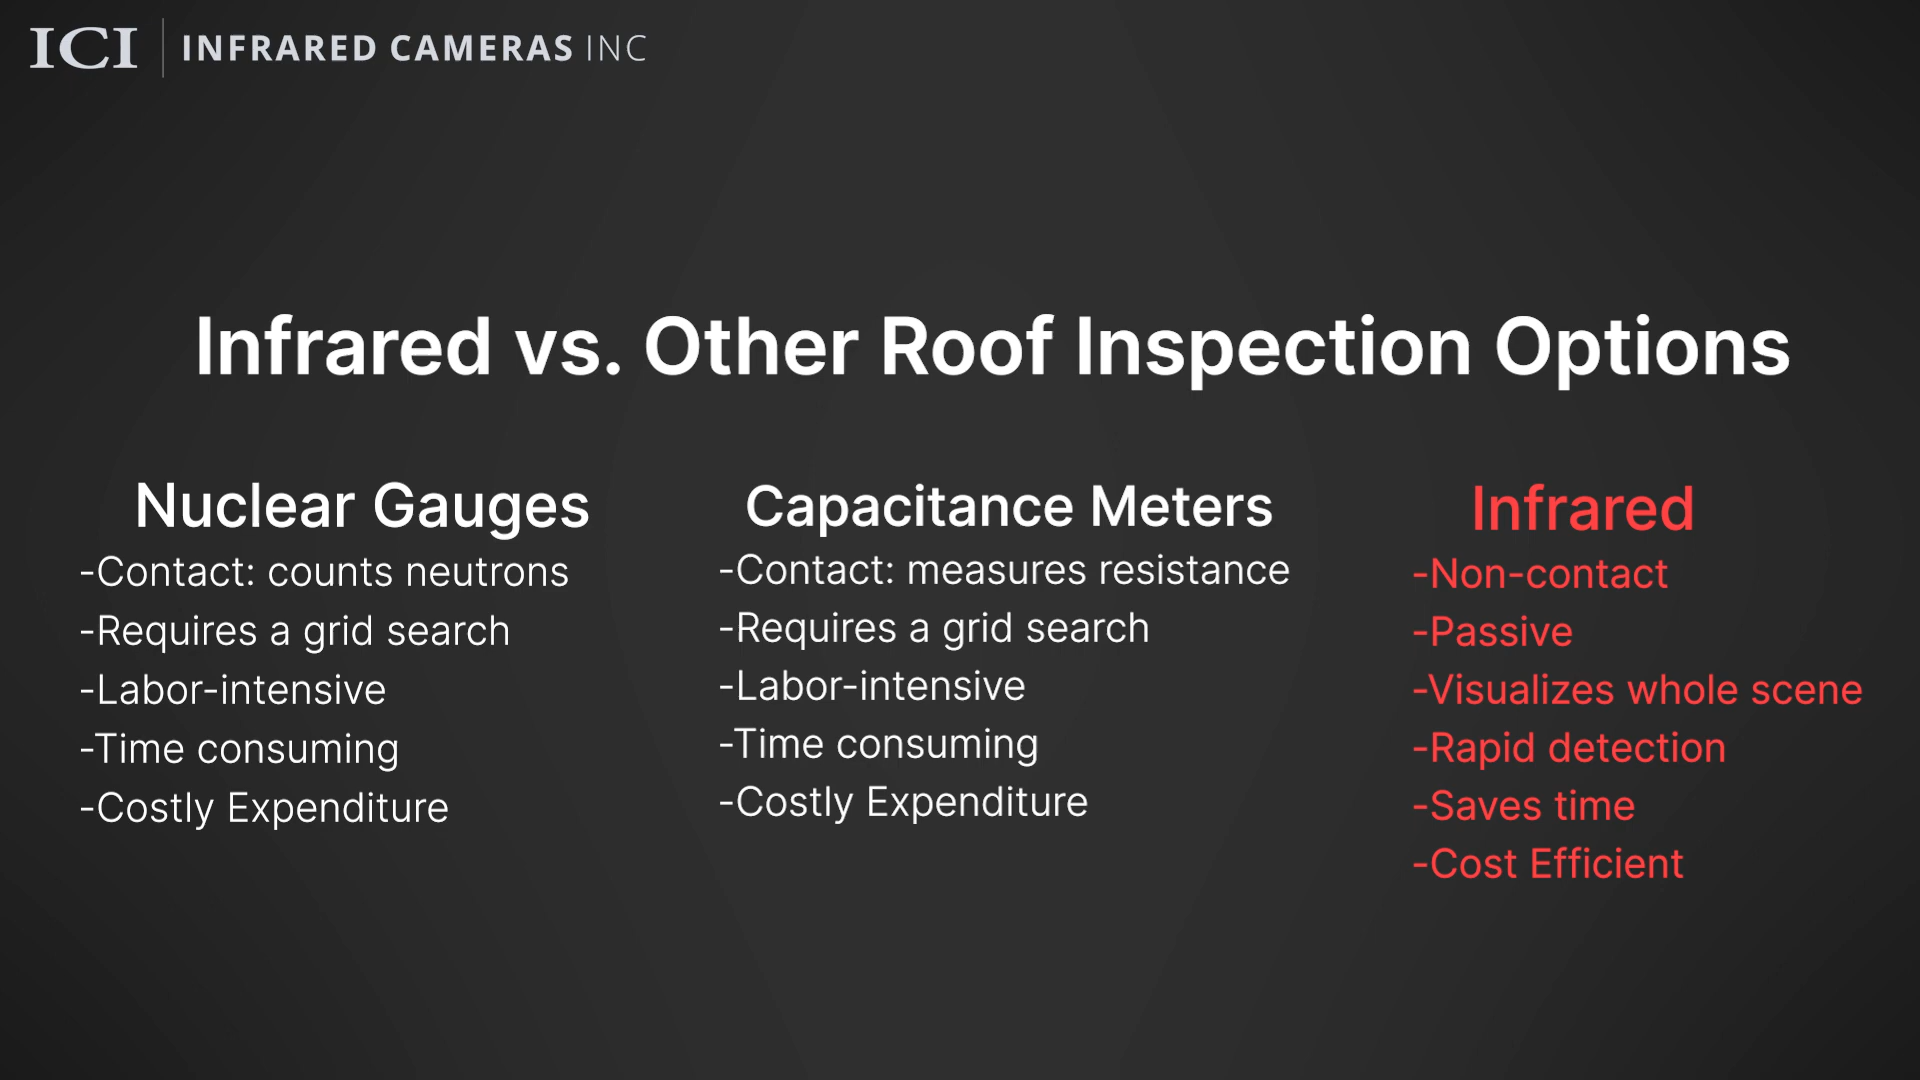 ICI INFRARED CAMERAS INC
Infrared vs. Other Roof Inspection Options
Nuclear Gauges
-Contact: counts neutrons
-Requires a grid search
-Labor-intensive
-Time consuming
-Costly Expenditure
Capacitance Meters
-Contact: measures resistance
-Requires a grid search
-Labor-intensive
-Time consuming
-Costly Expenditure
Infrared
-Non-contact
-Passive
-Visualizes whole scene
-Rapid detection
-Saves time
-Cost Efficient